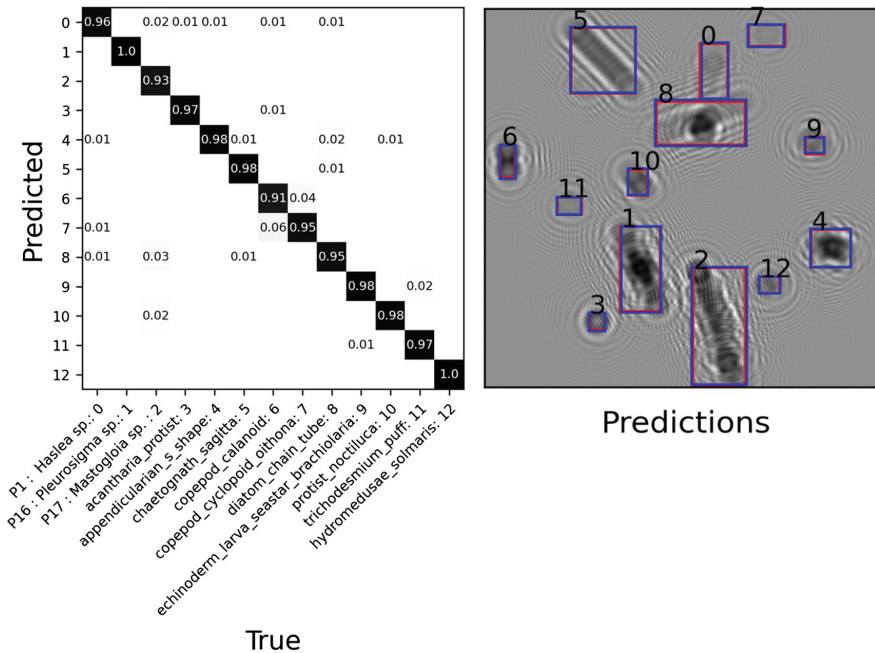 0 0.96 0.02 0.01 0.01 0.01 0.01
1 1.0
2 0.93
3 0.97 0.01
4 0.01 0.98 0.01 0.02 0.01
5 0.98 0.01
6 0.91 0.04
7 0.01 0.06 0.95
8 0.01 0.03 0.01 0.95
9 0.98 0.02
10 0.02 0.98
11 0.01 0.97
12 1.0
Predicted
P1 : Haslea sp.: 0
P16 : Pleurosigma sp.: 1
P17 : Mastogloia sp.: 2
acantharia_protist: 3
appendicularian_s_shape: 4
chaetognath_sagitta: 5
copepod_calanoid: 6
copepod_cyclopoid_oithona: 7
diatom_chain_tube: 8
echinoderm_larva_seastar_brachiolaria: 9
protist_noctiluca: 10
trichodesmium_puff: 11
hydromedusae_solmaris: 12
True
5
7
0
8
9
6
10
11
1
4
2
12
3
Predictions